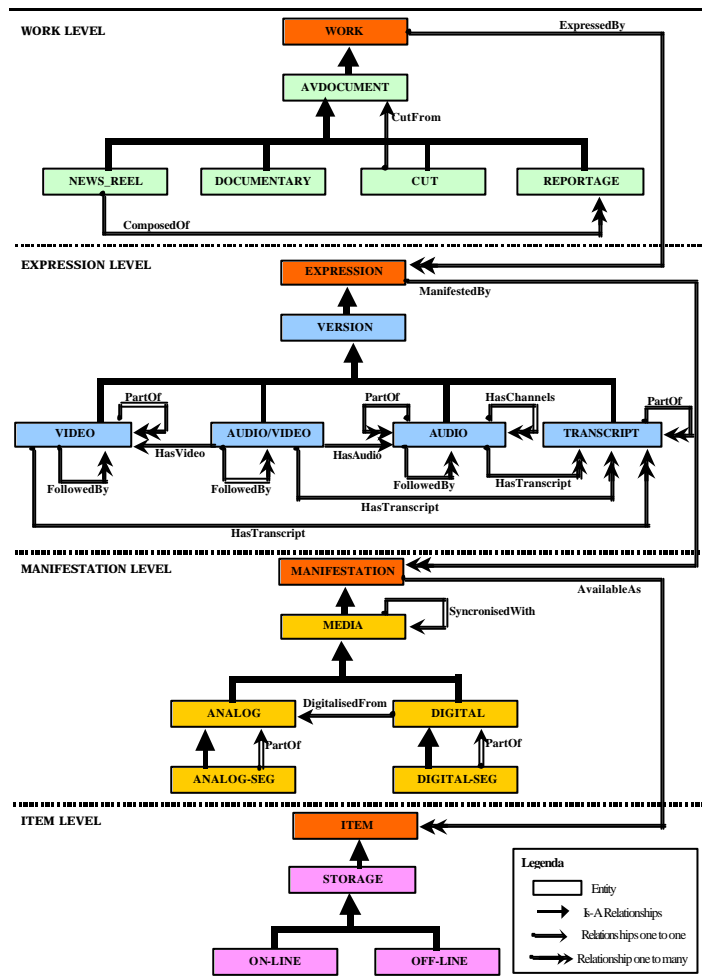 WORK LEVEL
WORK
ExpressedBy
AVDOCUMENT
CutFrom
NEWS_REEL
DOCUMENTARY
CUT
REPORTAGE
ComposedOf
EXPRESSION LEVEL
EXPRESSION
ManifestedBy
VERSION
PartOf
PartOf
HasChannels
PartOf
VIDEO
AUDIO/VIDEO
AUDIO
TRANSCRIPT
HasVideo
HasAudio
FollowedBy
FollowedBy
FollowedBy
HasTranscript
HasTranscript
HasTranscript
MANIFESTATION LEVEL
MANIFESTATION
AvailableAs
SyncronisedWith
MEDIA
DigitalisedFrom
ANALOG
DIGITAL
PartOf
PartOf
ANALOG-SEG
DIGITAL-SEG
ITEM LEVEL
ITEM
STORAGE
ON-LINE
OFF-LINE
Legenda
Entity
Is-A Relationships
Relationships one to one
Relationship one to many